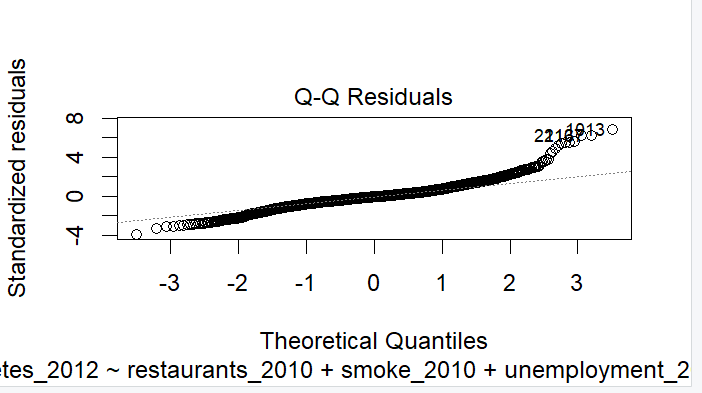 Q-Q Residuals
Standardized residuals
8
4
0
-4
1013
-3 -2 -1 0 1 2 3
Theoretical Quantiles
etes_2012 ~ restaurants_2010 + smoke_2010 + unemployment_2